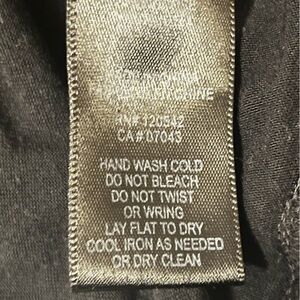 RN# 120542
CA# 07043
HAND WASH COLD
DO NOT BLEACH
DO NOT TWIST
OR WRING
LAY FLAT TO DRY
COOL IRON AS NEEDED
OR DRY CLEAN